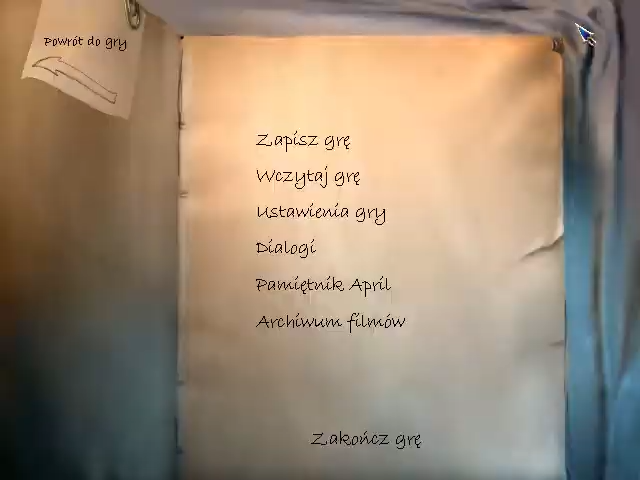 Powrót do gry
Zapisz grę
Wczytaj grę
Ustawienia gry
Dialogi
Pamiętnik April
Archiwum filmów
Zakończ grę